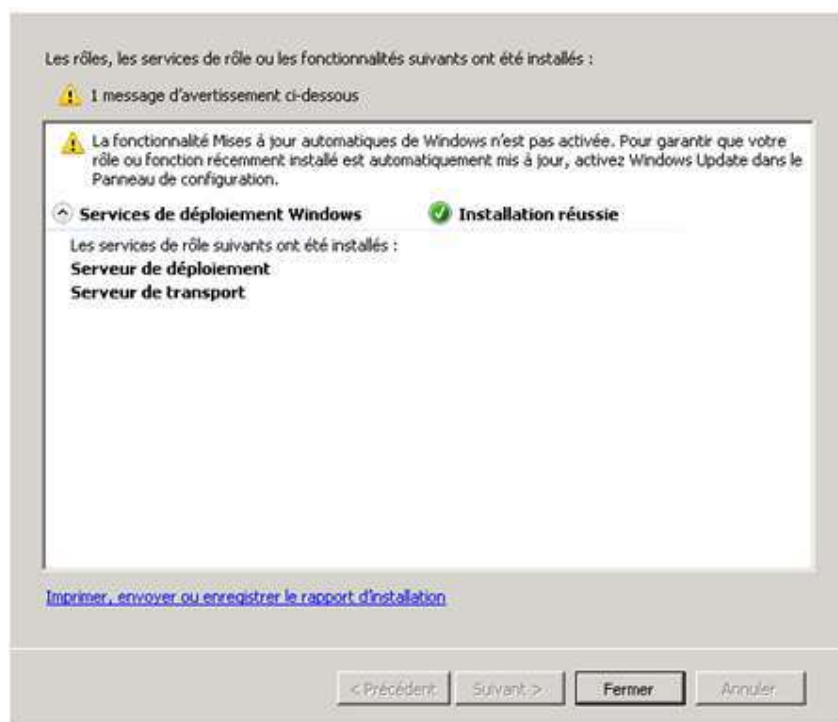 Les rôles, les services de rôle ou les fonctionnalités suivants ont été installés :
1 message d'avertissement ci-dessous
La fonctionnalité Mises à jour automatiques de Windows n'est pas activée. Pour garantir que votre
rôle ou fonction récemment installé est automatiquement mis à jour, activez Windows Update dans le
Panneau de configuration.
Services de déploiement Windows Installation réussie
Les services de rôle suivants ont été installés :
Serveur de déploiement
Serveur de transport
Imprimer, envoyer ou enregistrer le rapport d'installation
< Précédent Suivant > Fermer Annuler